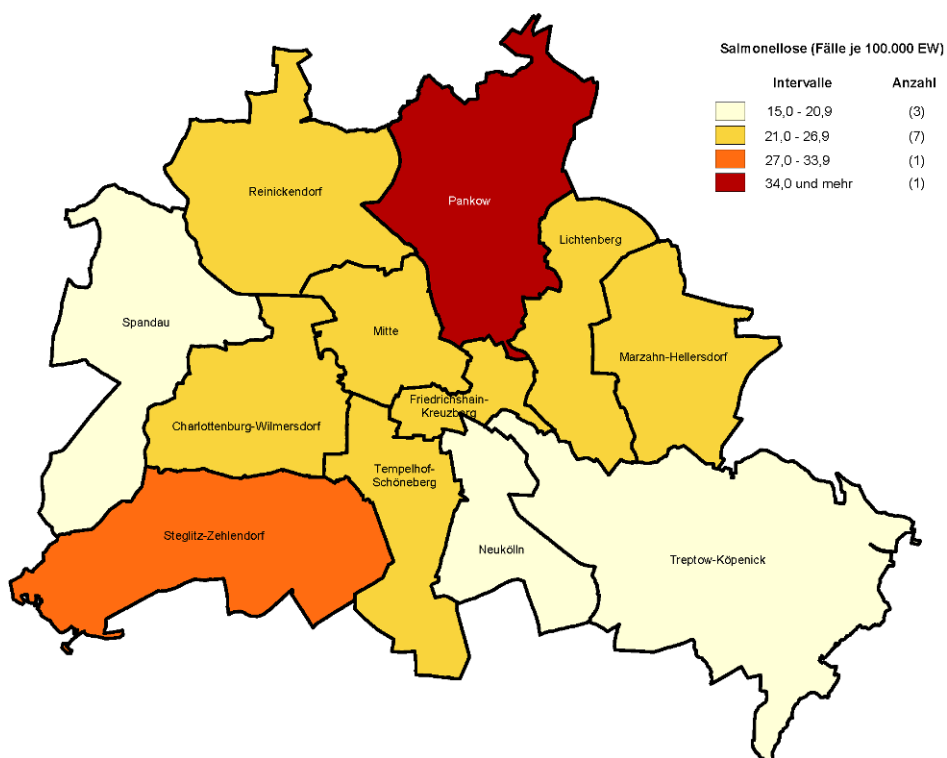 Salmonellose (Fälle je 100.000 EW)
Intervalle Anzahl
15,0 - 20,9 (3)
21,0 - 26,9 (7)
27,0 - 33,9 (1)
34,0 und mehr (1)
Reinickendorf
Pankow
Lichtenberg
Spandau
Mitte
Marzahn-Hellersdorf
Friedrichshain-
Kreuzberg
Charlottenburg-Wilmersdorf
Tempelhof-
Schöneberg
Steglitz-Zehlendorf
Neukölln
Treptow-Köpenick